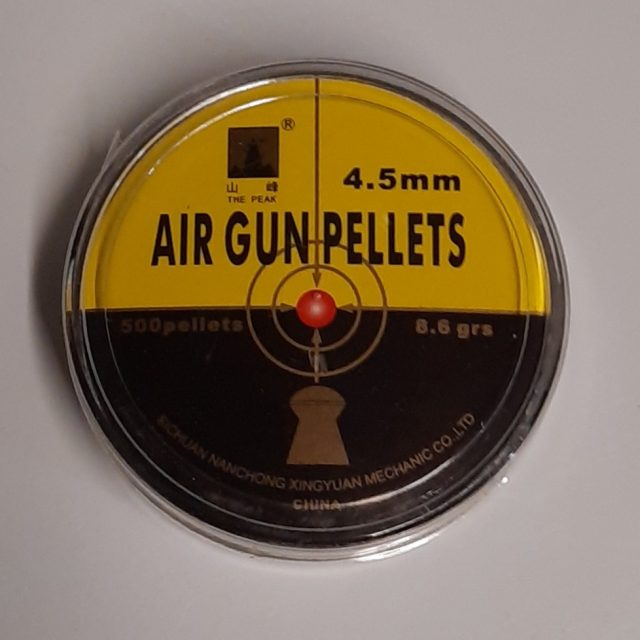 ®
山峰
THE PEAK
4.5mm
AIR GUN PELLETS
500pellets
8.6 grs
SICHUAN NANCHONG XINGYUAN MECHANIC CO.,LTD
CHINA